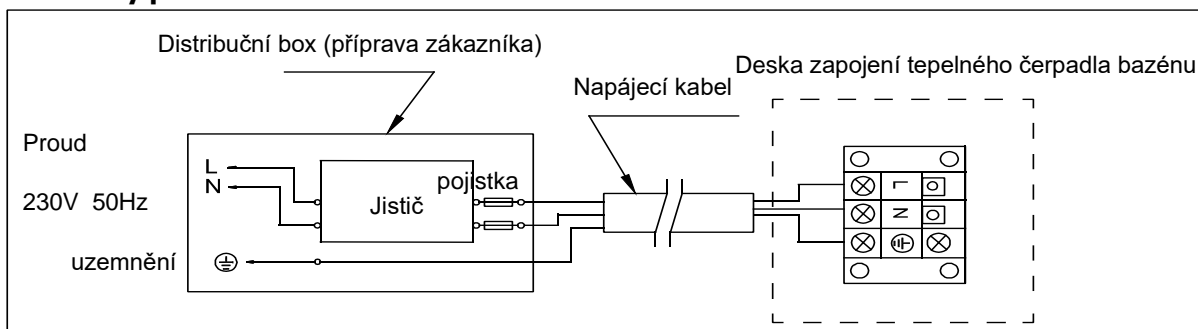 Distribuční box (příprava zákazníka)
Deska zapojení tepelného čerpadla bazénu
Napájecí kabel
Proud
L
N
230V 50Hz
pojistka
Jistič
uzemnění
L
N